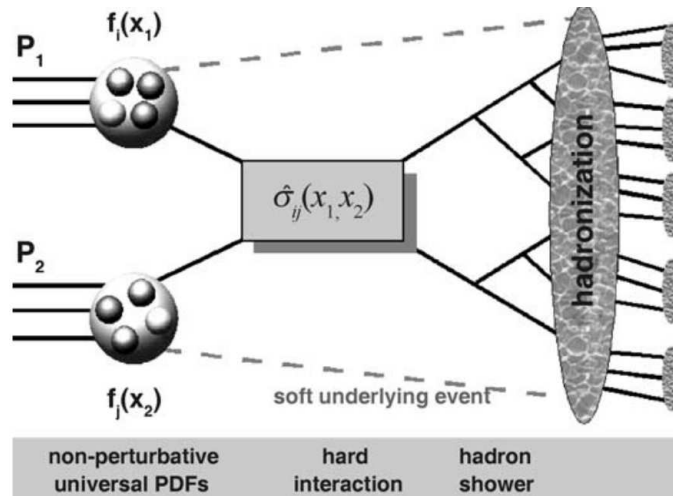 f_i(x_1)
P_1
σ̂_ij(x_1, x_2)
hadronization
P_2
f_j(x_2)
soft underlying event
non-perturbative hard hadron
universal PDFs interaction shower